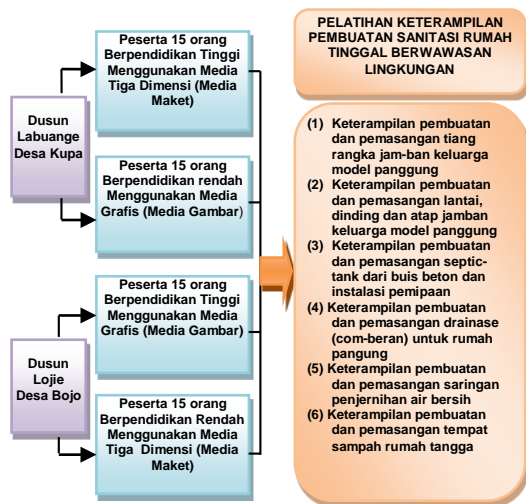 Dusun
Labuange
Desa Kupa
Peserta 15 orang
Berpendidikan Tinggi
Menggunakan Media
Tiga Dimensi (Media
Maket)
Peserta 15 orang
Berpendidikan rendah
Menggunakan Media
Grafis (Media Gambar)
Dusun
Lojie
Desa Bojo
Peserta 15 orang
Berpendidikan Tinggi
Menggunakan Media
Grafis (Media Gambar)
Peserta 15 orang
Berpendidikan Rendah
Menggunakan Media
Tiga Dimensi (Media
Maket)
PELATIHAN KETERAMPILAN
PEMBUATAN SANITASI RUMAH
TINGGAL BERWAWASAN
LINGKUNGAN
(1) Keterampilan pembuatan
dan pemasangan tiang
rangka jam-ban keluarga
model panggung
(2) Keterampilan pembuatan
dan pemasangan lantai,
dinding dan atap jamban
keluarga model panggung
(3) Keterampilan pembuatan
dan pemasangan septic-
tank dari buis beton dan
instalasi pemipaan
(4) Keterampilan pembuatan
dan pemasangan drainase
(com-beran) untuk rumah
pangung
(5) Keterampilan pembuatan
dan pemasangan saringan
penjernihan air bersih
(6) Keterampilan pembuatan
dan pemasangan tempat
sampah rumah tangga